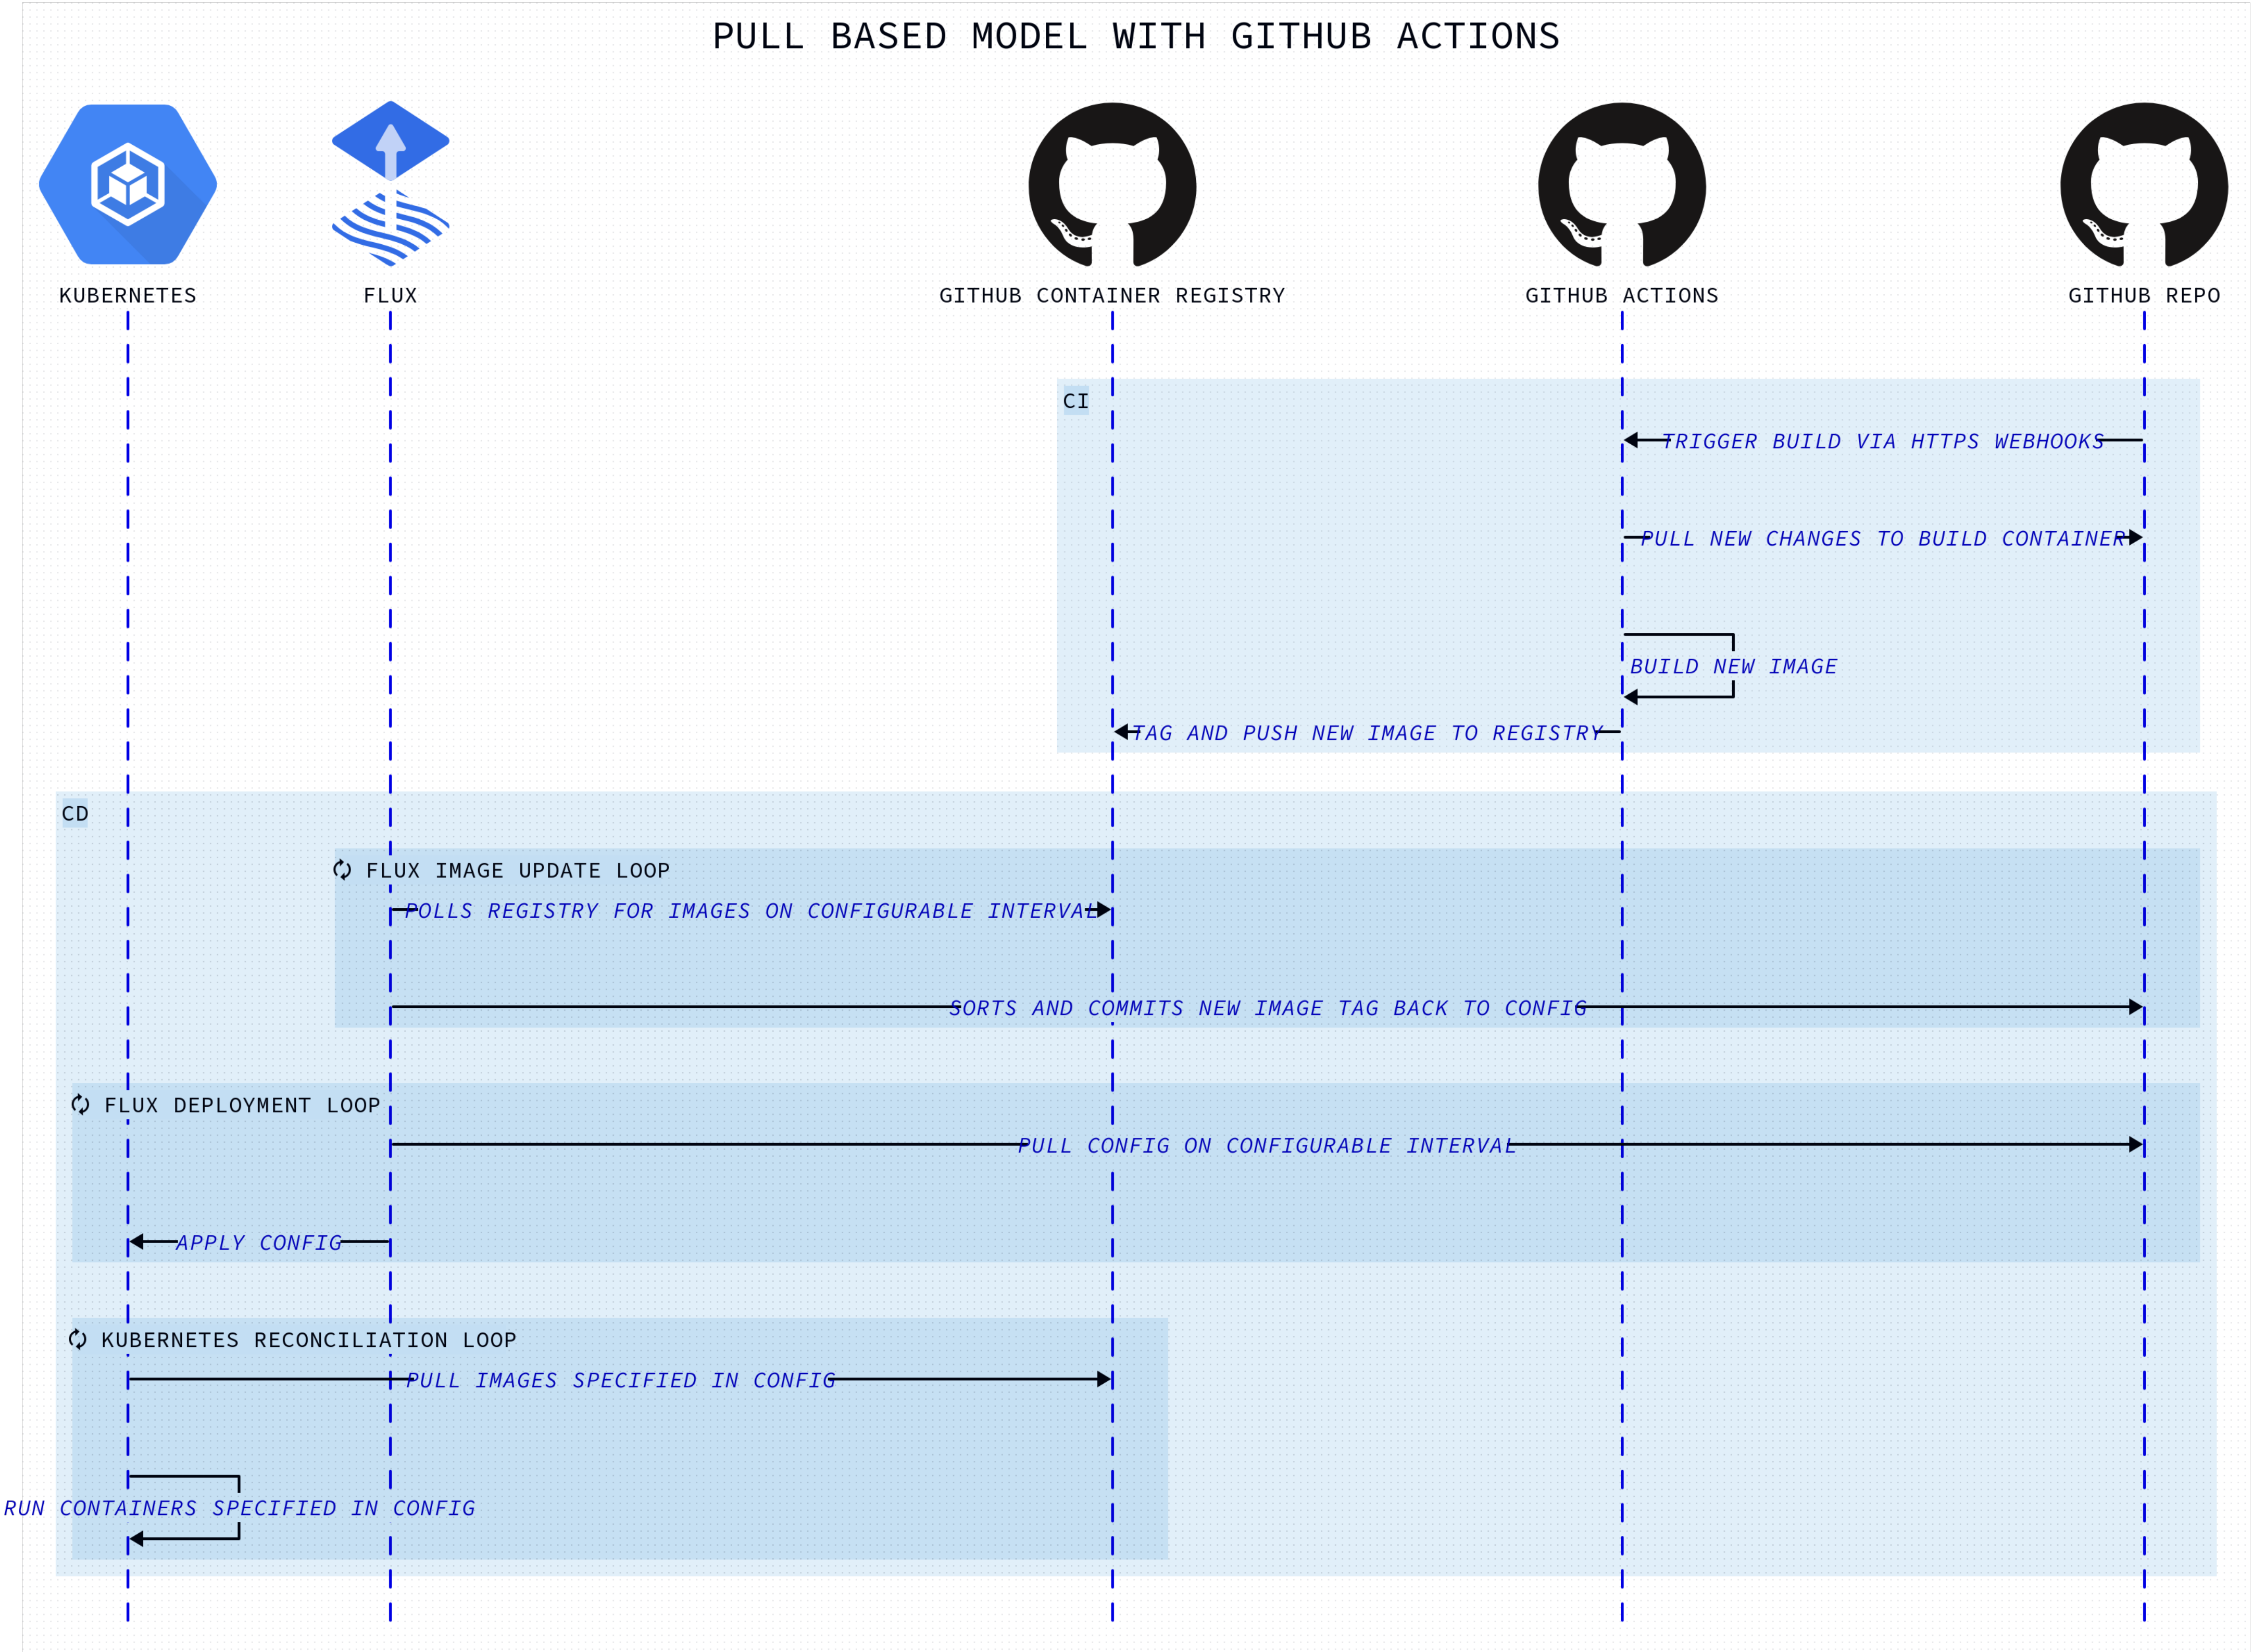 PULL BASED MODEL WITH GITHUB ACTIONS
KUBERNETES
FLUX
GITHUB CONTAINER REGISTRY
GITHUB ACTIONS
GITHUB REPO
CI
TRIGGER BUILD VIA HTTPS WEBHOOKS
PULL NEW CHANGES TO BUILD CONTAINER
BUILD NEW IMAGE
TAG AND PUSH NEW IMAGE TO REGISTRY
CD
FLUX IMAGE UPDATE LOOP
POLLS REGISTRY FOR IMAGES ON CONFIGURABLE INTERVAL
SORTS AND COMMITS NEW IMAGE TAG BACK TO CONFIG
FLUX DEPLOYMENT LOOP
PULL CONFIG ON CONFIGURABLE INTERVAL
APPLY CONFIG
KUBERNETES RECONCILIATION LOOP
PULL IMAGES SPECIFIED IN CONFIG
RUN CONTAINERS SPECIFIED IN CONFIG